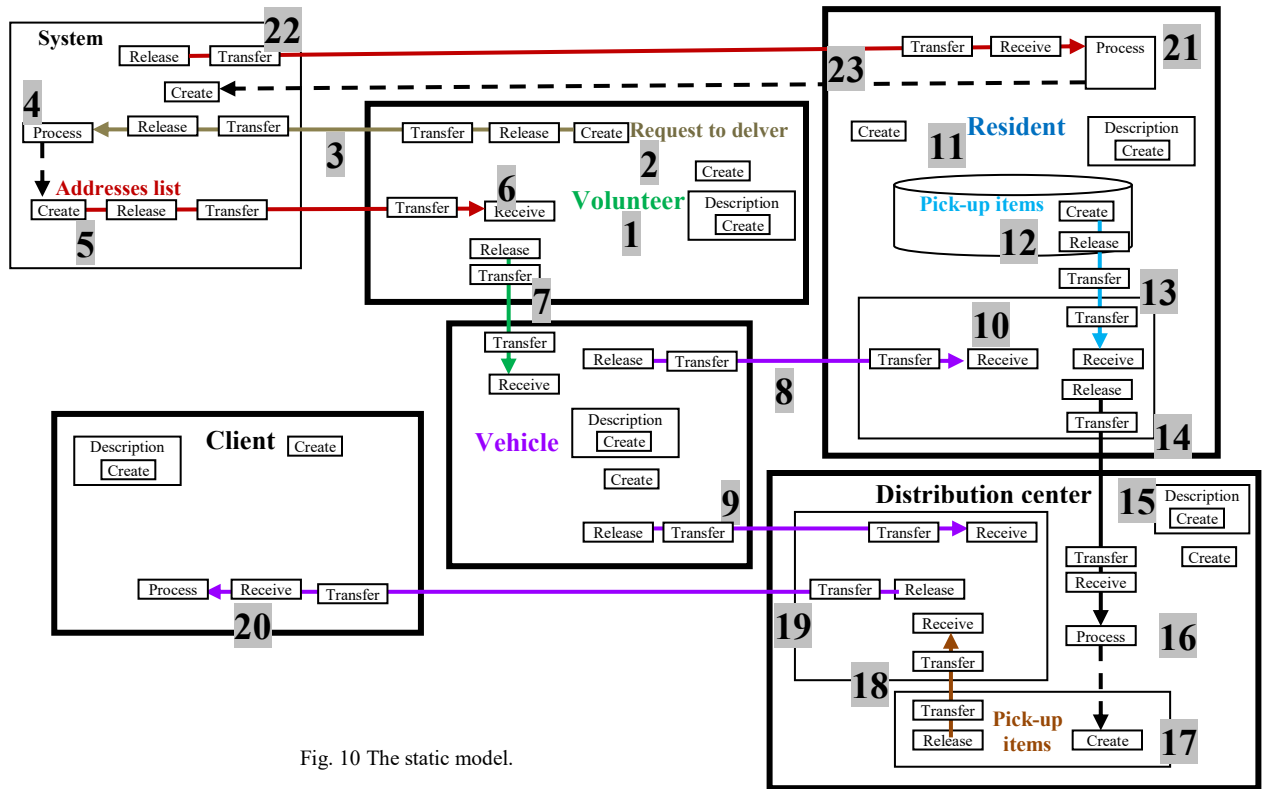 System
22
Release
Transfer
Create
4
Process
Release
Transfer
3
Addresses list
Create
Release
Transfer
5
Transfer
Release
Create
Request to delver
2
Create
6
Transfer
Receive
Volunteer
1
Description
Create
Release
Transfer
7
23
Transfer
Receive
Process
21
Create
11
Resident
Description
Create
Pick-up items
Create
12
Release
Transfer
13
Transfer
10
Transfer
Receive
Receive
Release
Transfer
14
Transfer
Receive
Release
Transfer
8
Vehicle
Description
Create
Create
9
Release
Transfer
Client
Description
Create
Create
Process
Receive
Transfer
20
Distribution center
15
Description
Create
Create
Transfer
Receive
Transfer
Receive
Transfer
Release
19
Receive
Transfer
18
Process
16
Transfer
Release
Pick-up
items
Create
17
Fig. 10 The static model.